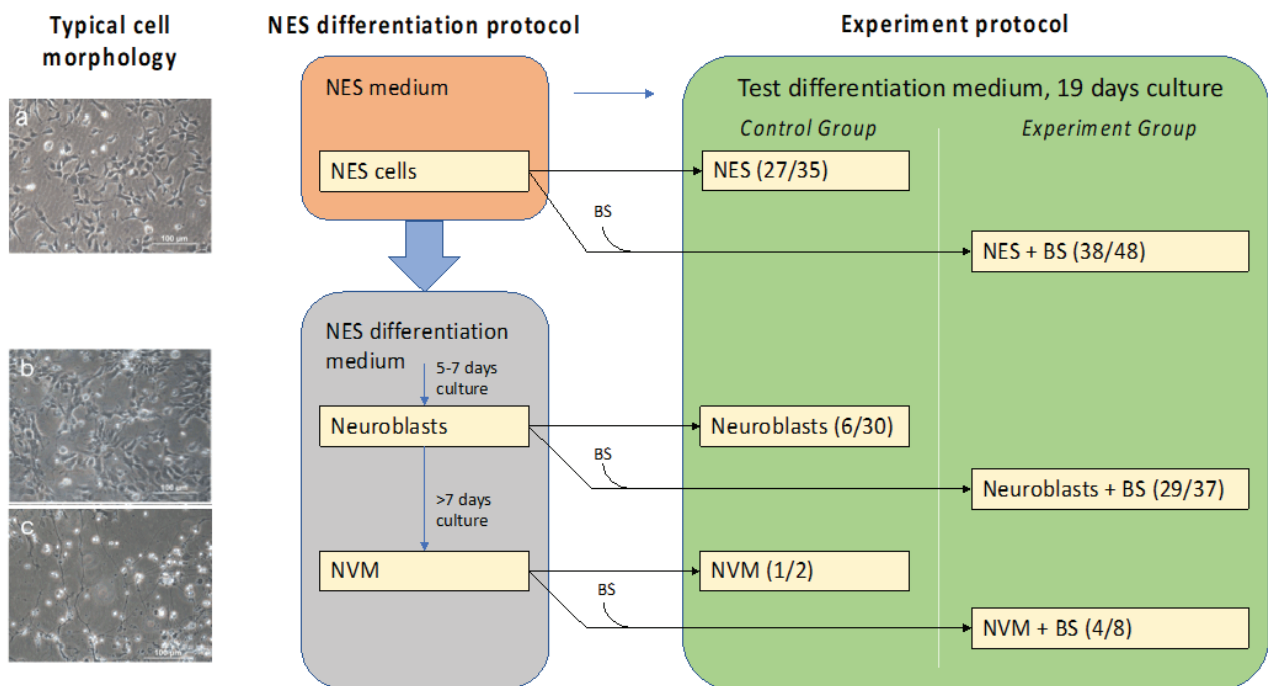 Typical cell
morphology
NES differentiation protocol
Experiment protocol
a
100 µm
b
100 µm
c
100 µm
NES medium
NES cells
NES differentiation
medium
5-7 days
culture
Neuroblasts
>7 days
culture
NVM
BS
BS
BS
Test differentiation medium, 19 days culture
Control Group
Experiment Group
NES (27/35)
NES + BS (38/48)
Neuroblasts (6/30)
Neuroblasts + BS (29/37)
NVM (1/2)
NVM + BS (4/8)